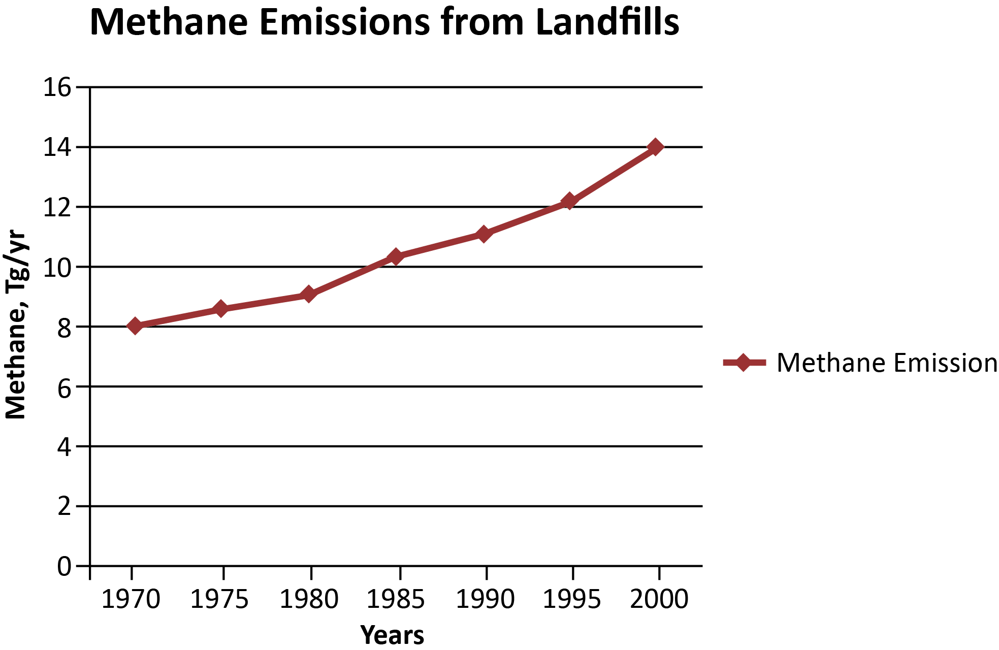 Methane Emissions from Landfills
16
14
12
10
8
6
4
2
0
Methane, Tg/yr
1970 1975 1980 1985 1990 1995 2000
Years
Methane Emission